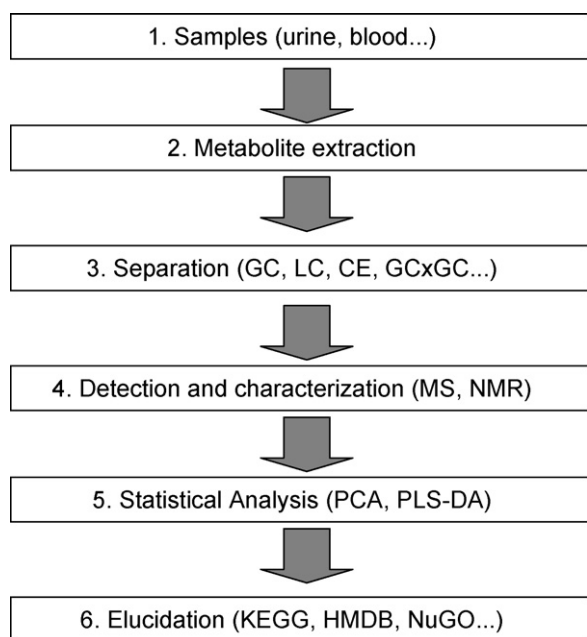 1. Samples (urine, blood...)
2. Metabolite extraction
3. Separation (GC, LC, CE, GCxGC...)
4. Detection and characterization (MS, NMR)
5. Statistical Analysis (PCA, PLS-DA)
6. Elucidation (KEGG, HMDB, NuGO...)